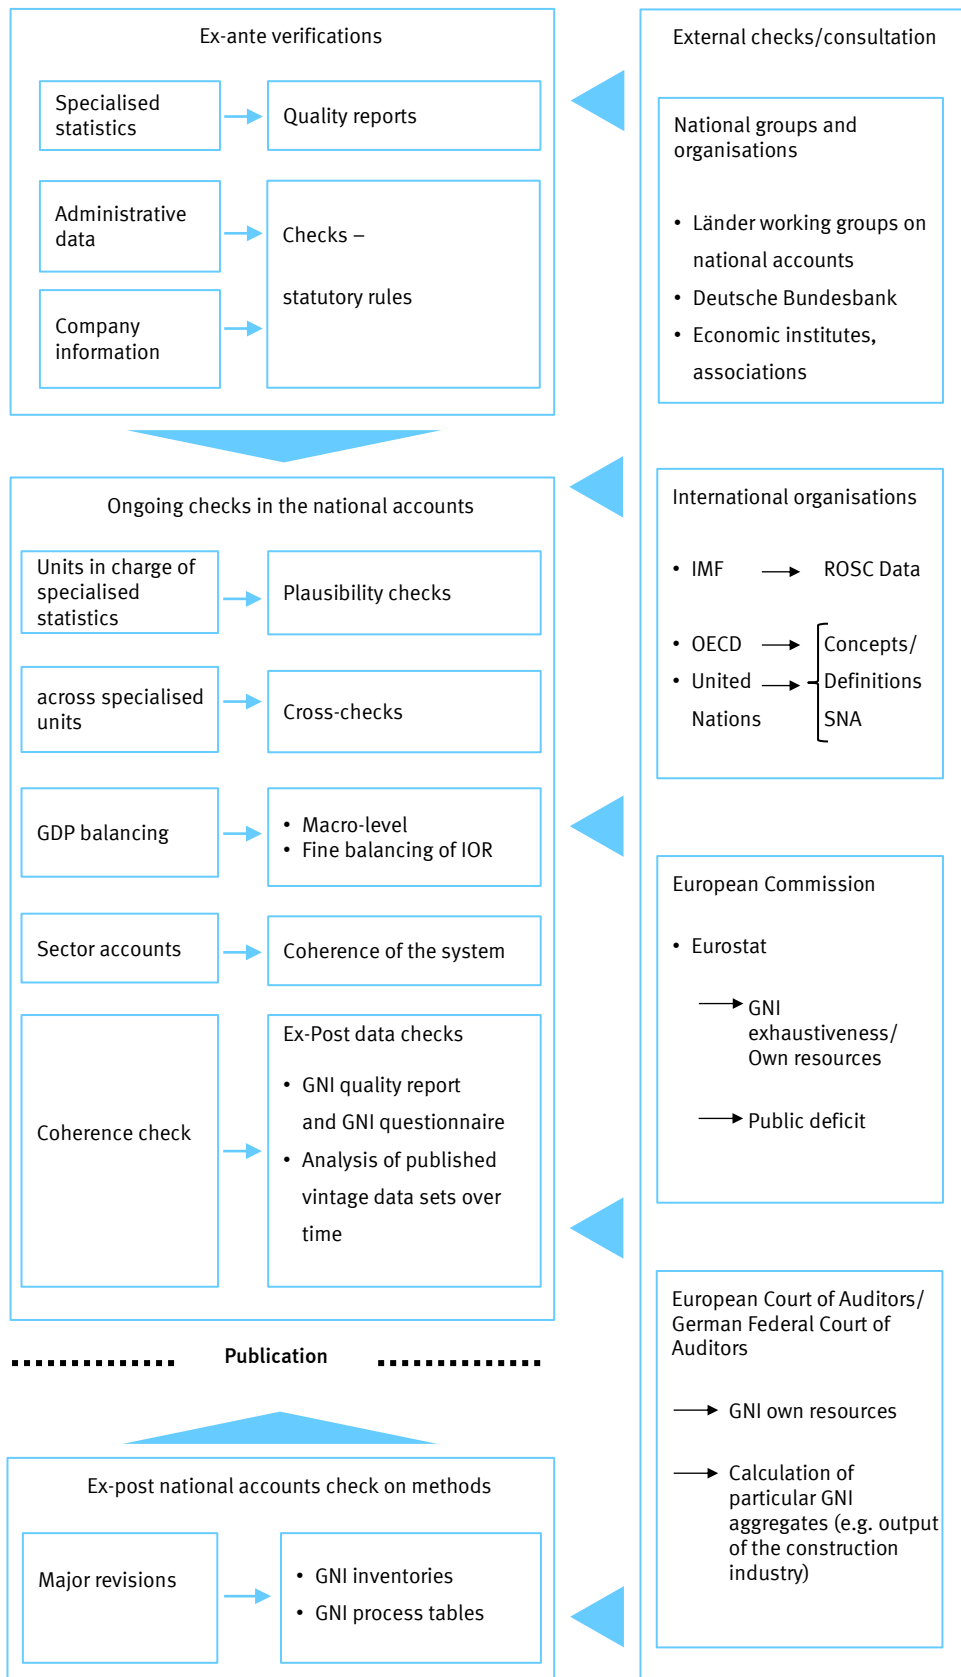 Ex-ante verifications
Specialised
statistics
Quality reports
Administrative
data
Checks –
statutory rules
Company
information
Ongoing checks in the national accounts
Units in charge of
specialised
statistics
Plausibility checks
across specialised
units
Cross-checks
GDP balancing
• Macro-level
• Fine balancing of IOR
Sector accounts
Coherence of the system
Coherence check
Ex-Post data checks
• GNI quality report
and GNI questionnaire
• Analysis of published
vintage data sets over
time
Publication
Ex-post national accounts check on methods
Major revisions
• GNI inventories
• GNI process tables
External checks/consultation
National groups and
organisations
• Länder working groups on
national accounts
• Deutsche Bundesbank
• Economic institutes,
associations
International organisations
• IMF
ROSC Data
• OECD
Concepts/
• United
Definitions
Nations
SNA
European Commission
• Eurostat
GNI
exhaustiveness/
Own resources
Public deficit
European Court of Auditors/
German Federal Court of
Auditors
GNI own resources
Calculation of
particular GNI
aggregates (e.g. output
of the construction
industry)